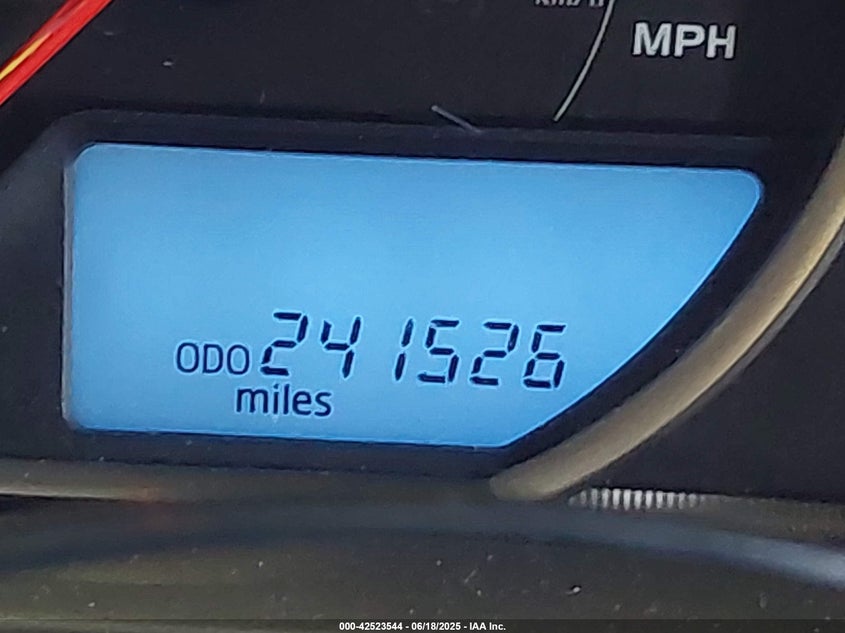 MPH
ODO 241526
miles
000-42523544 - 06/18/2025 - IAA Inc.